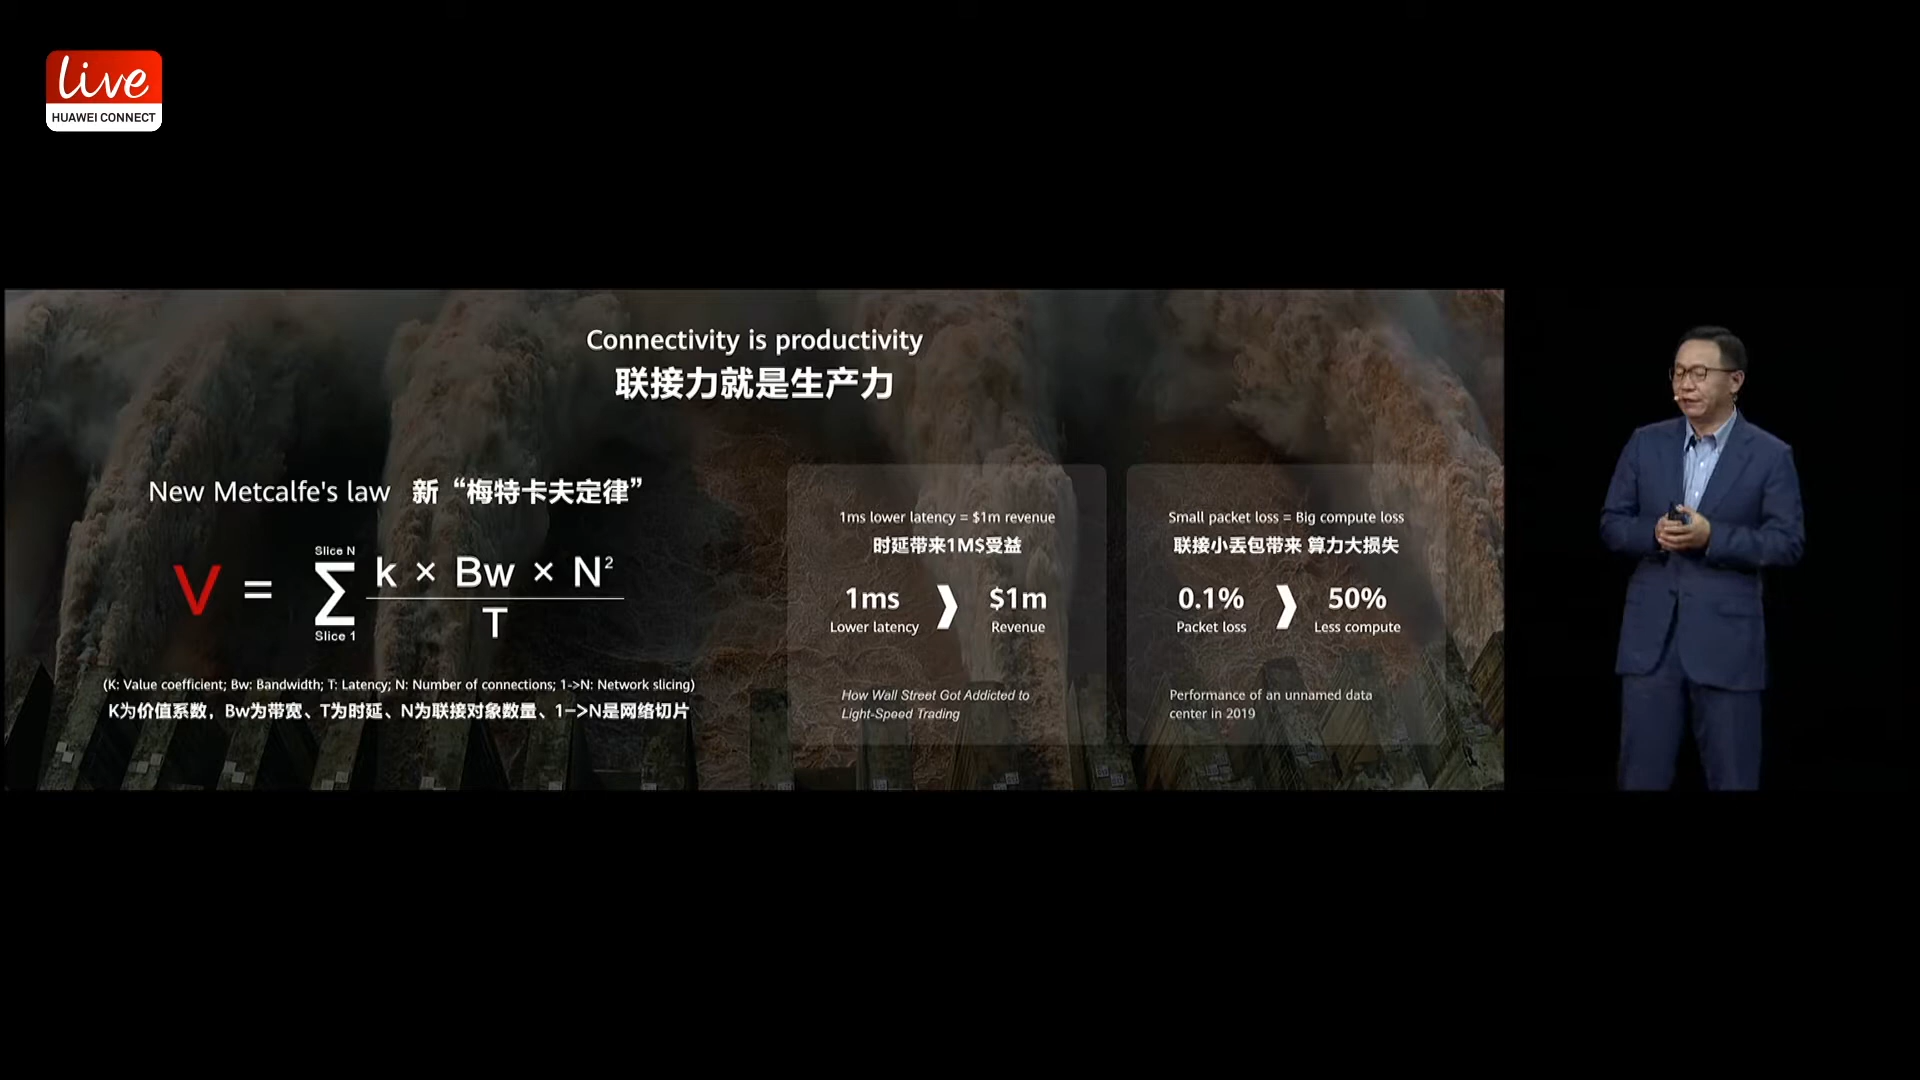 Live
HUAWEI CONNECT
Connectivity is productivity
联接力就是生产力
New Metcalfe's law 新“梅特卡夫定律”
V = Slice N Σ Slice 1 k × Bw × N² / T
(K: Value coefficient; Bw: Bandwidth; T: Latency; N: Number of connections; 1->N: Network slicing)
K为价值系数，Bw为带宽、T为时延、N为联接对象数量、1–>N是网络切片
1ms lower latency = $1m revenue
时延带来1M$受益
1ms ❯ $1m
Lower latency Revenue
How Wall Street Got Addicted to
Light-Speed Trading
Small packet loss = Big compute loss
联接小丢包带来 算力大损失
0.1% ❯ 50%
Packet loss Less compute
Performance of an unnamed data
center in 2019